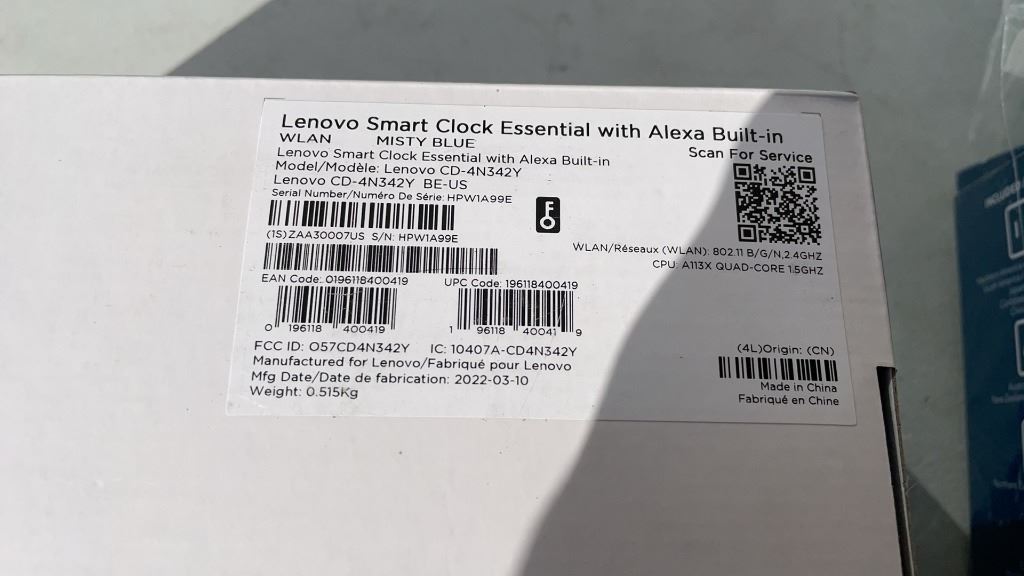 Lenovo Smart Clock Essential with Alexa Built-in
WLAN MISTY BLUE
Scan For Service
Lenovo Smart Clock Essential with Alexa Built-in
Model/Modèle: Lenovo CD-4N342Y
Lenovo CD-4N342Y BE-US
Serial Number/Numéro De Série: HPW1A99E
(1S)ZAA30007US S/N: HPW1A99E
WLAN/Réseaux (WLAN): 802.11 B/G/N,2.4GHZ
CPU: A113X QUAD-CORE 1.5GHZ
EAN Code: 0196118400419 UPC Code: 196118400419
0 196118 400419 1 96118 40041 9
FCC ID: O57CD4N342Y IC: 10407A-CD4N342Y
(4L)Origin: (CN)
Manufactured for Lenovo/Fabriqué pour Lenovo
Mfg Date/Date de fabrication: 2022-03-10
Weight: 0.515Kg
Made in China
Fabriqué en Chine
INCLUDED